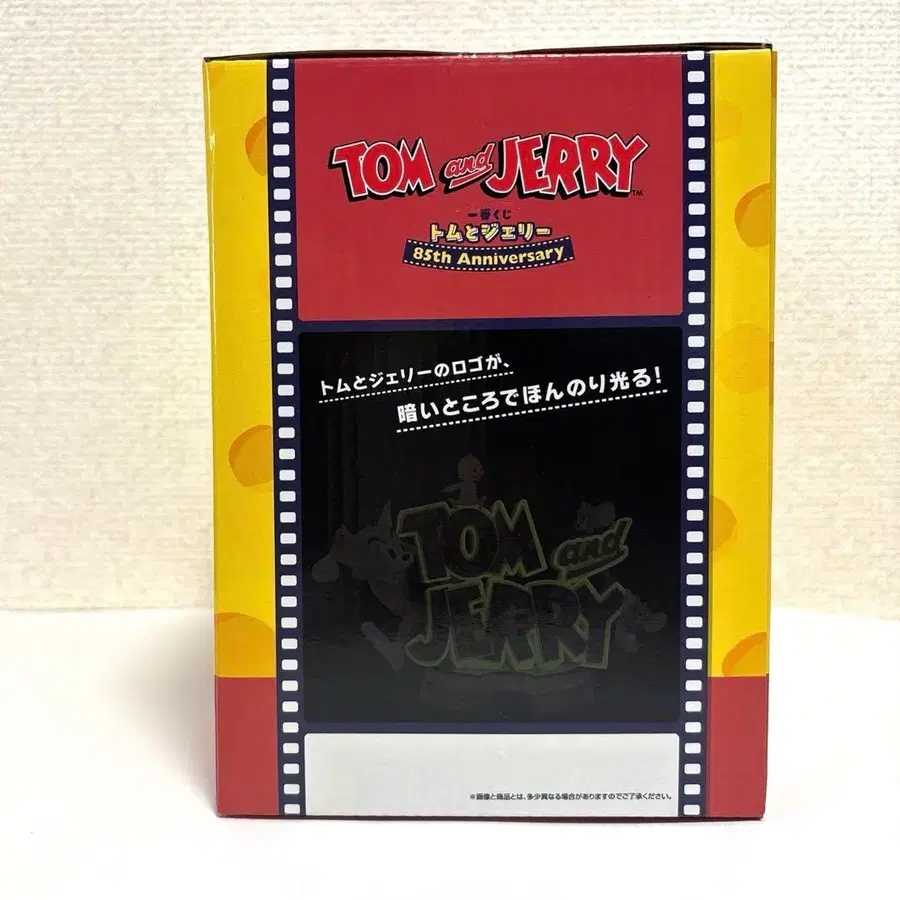 TOM and JERRY™
一番くじ
トムとジェリー
85th Anniversary
トムとジェリーのロゴが、
暗いところでほんのり光る!
TOM and
JERRY
※画像と商品とは、多少異なる場合がありますのでご了承ください。